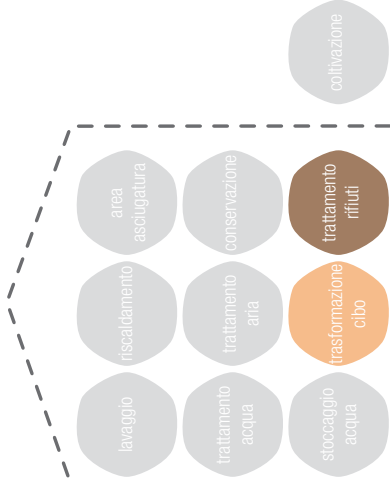 lavaggio
riscaldamento
area
asciugatura
trattamento
acqua
trattamento
aria
conservazione
stoccaggio
acqua
trasformazione
cibo
trattamento
rifiuti
coltivazione